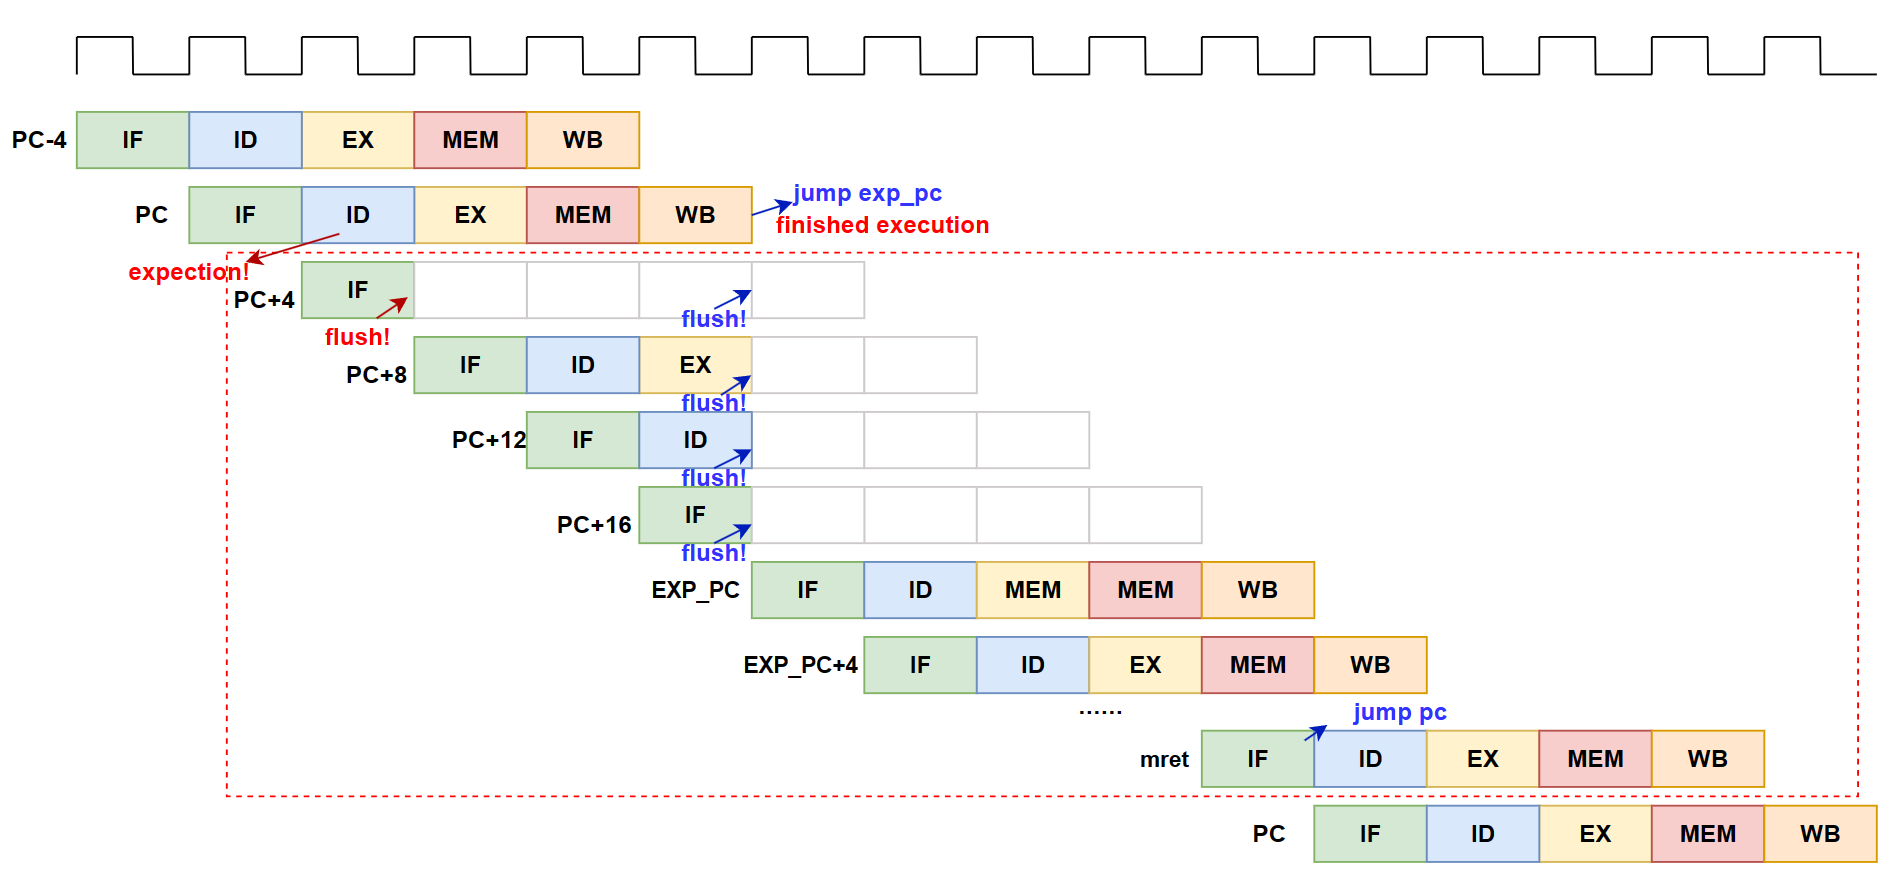 PC-4 IF ID EX MEM WB
PC IF ID EX MEM WB
jump exp_pc
finished execution
expection!
PC+4 IF
flush!
flush!
PC+8 IF ID EX
flush!
PC+12 IF ID
flush!
PC+16 IF
flush!
EXP_PC IF ID MEM MEM WB
EXP_PC+4 IF ID EX MEM WB
......
jump pc
mret IF ID EX MEM WB
PC IF ID EX MEM WB